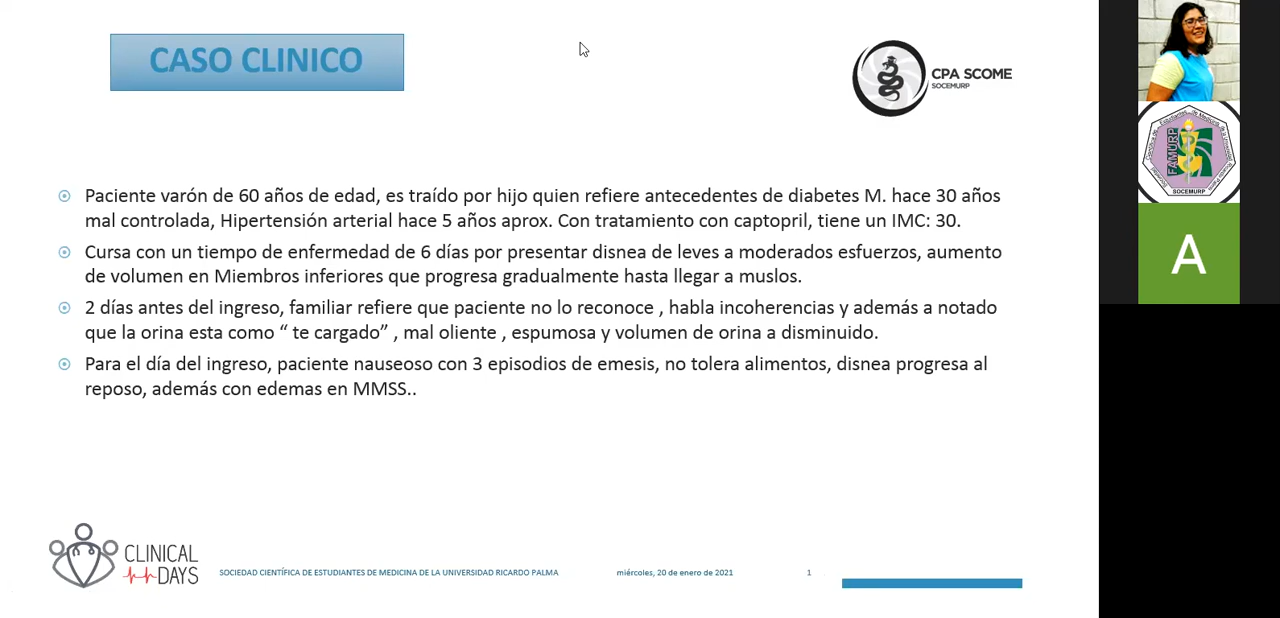 CASO CLINICO
CPA SCOME
SOCEMURP
Paciente varón de 60 años de edad, es traído por hijo quien refiere antecedentes de diabetes M. hace 30 años
mal controlada, Hipertensión arterial hace 5 años aprox. Con tratamiento con captopril, tiene un IMC: 30.
Cursa con un tiempo de enfermedad de 6 días por presentar disnea de leves a moderados esfuerzos, aumento
de volumen en Miembros inferiores que progresa gradualmente hasta llegar a muslos.
2 días antes del ingreso, familiar refiere que paciente no lo reconoce , habla incoherencias y además a notado
que la orina esta como “ te cargado” , mal oliente , espumosa y volumen de orina a disminuido.
Para el día del ingreso, paciente nauseoso con 3 episodios de emesis, no tolera alimentos, disnea progresa al
reposo, además con edemas en MMSS..
CLINICAL
DAYS
SOCIEDAD CIENTÍFICA DE ESTUDIANTES DE MEDICINA DE LA UNIVERSIDAD RICARDO PALMA
miércoles, 20 de enero de 2021
1
FAMURP
SOCEMURP
A